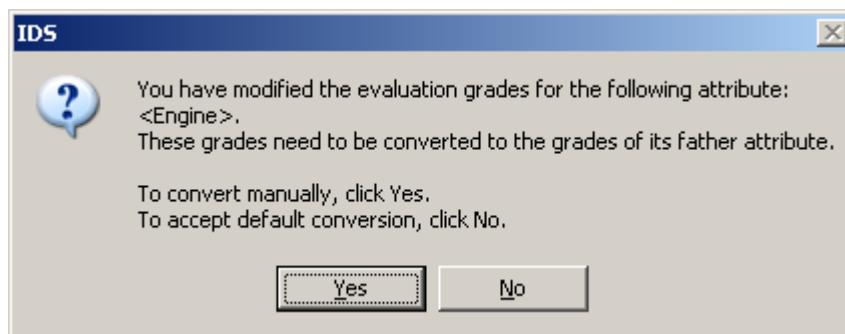 IDS
You have modified the evaluation grades for the following attribute:
<Engine>.
These grades need to be converted to the grades of its father attribute.
To convert manually, click Yes.
To accept default conversion, click No.
Yes
No